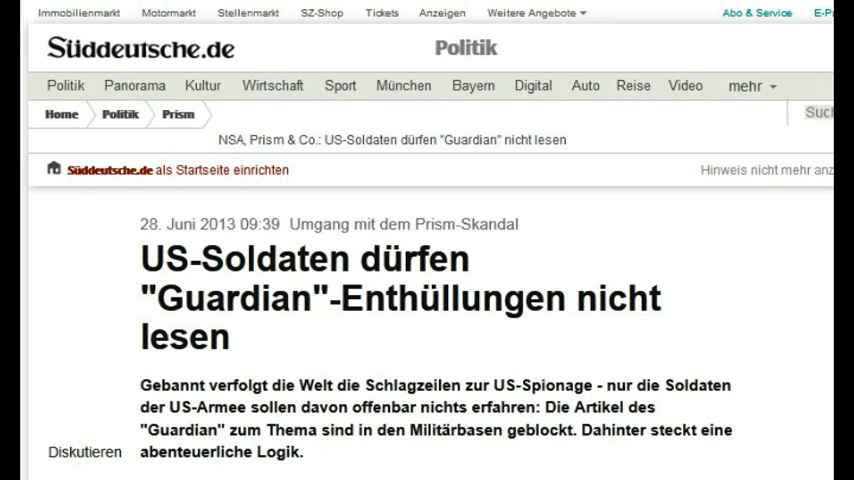 Immobilienmarkt Motormarkt Stellenmarkt SZ-Shop Tickets Anzeigen Weitere Angebote Abo & Service
Süddeutsche.de Politik
Politik Panorama Kultur Wirtschaft Sport München Bayern Digital Auto Reise Video mehr
Home Politik Prism
NSA, Prism & Co.: US-Soldaten dürfen "Guardian" nicht lesen
Süddeutsche.de als Startseite einrichten Hinweis nicht mehr anz
28. Juni 2013 09:39 Umgang mit dem Prism-Skandal
US-Soldaten dürfen
"Guardian"-Enthüllungen nicht
lesen
Gebannt verfolgt die Welt die Schlagzeilen zur US-Spionage - nur die Soldaten
der US-Armee sollen davon offenbar nichts erfahren: Die Artikel des
"Guardian" zum Thema sind in den Militärbasen geblockt. Dahinter steckt eine
Diskutieren abenteuerliche Logik.